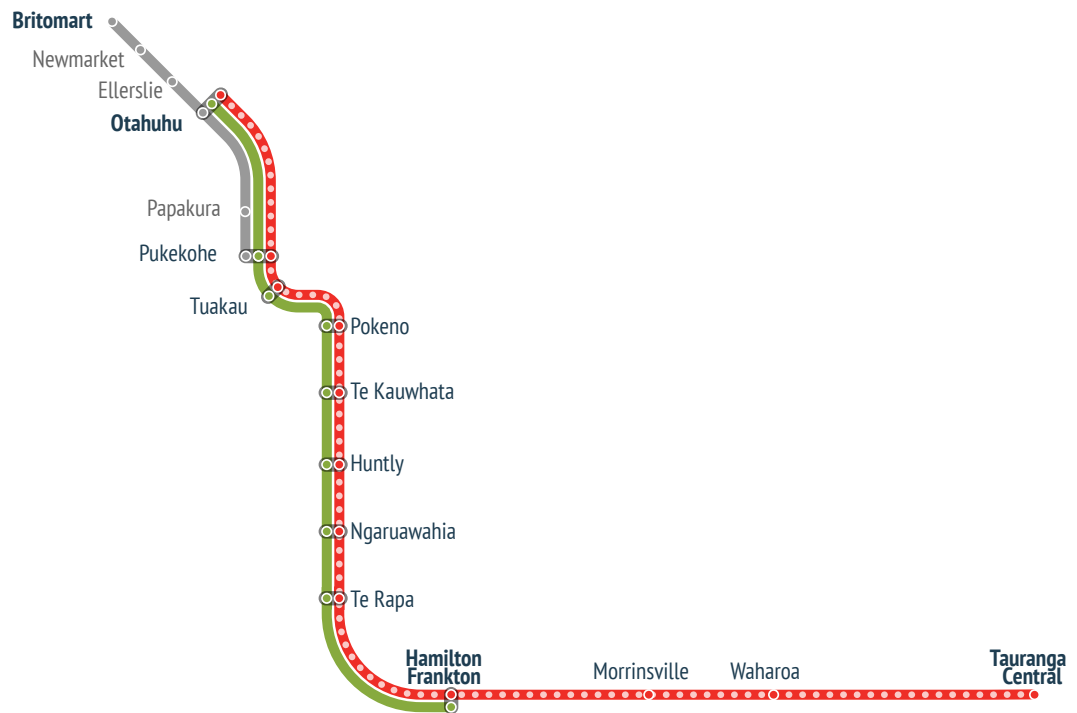 Britomart
Newmarket
Ellerslie
Otahuhu
Papakura
Pukekohe
Tuakau
Pokeno
Te Kauwhata
Huntly
Ngaruawahia
Te Rapa
Hamilton
Frankton
Morrinsville
Waharoa
Tauranga
Central